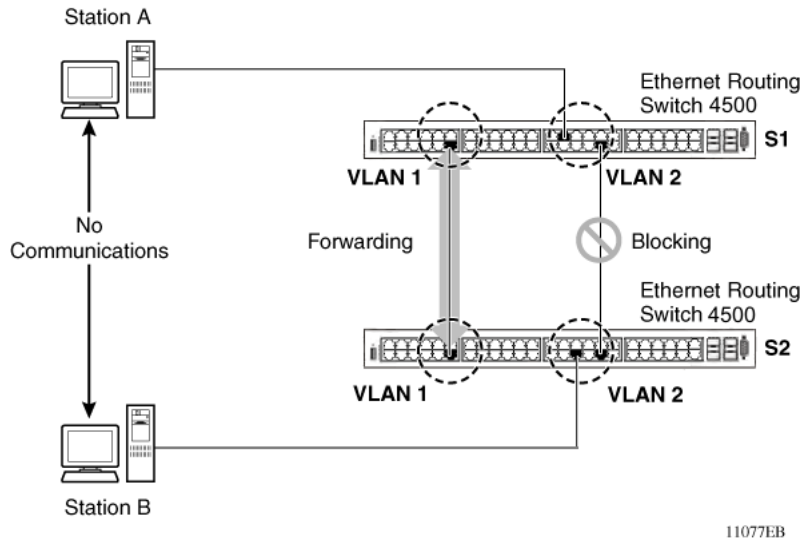 Station A
Ethernet Routing
Switch 4500
S1
VLAN 1
VLAN 2
No
Communications
Forwarding
Blocking
Ethernet Routing
Switch 4500
S2
VLAN 1
VLAN 2
Station B
11077EB